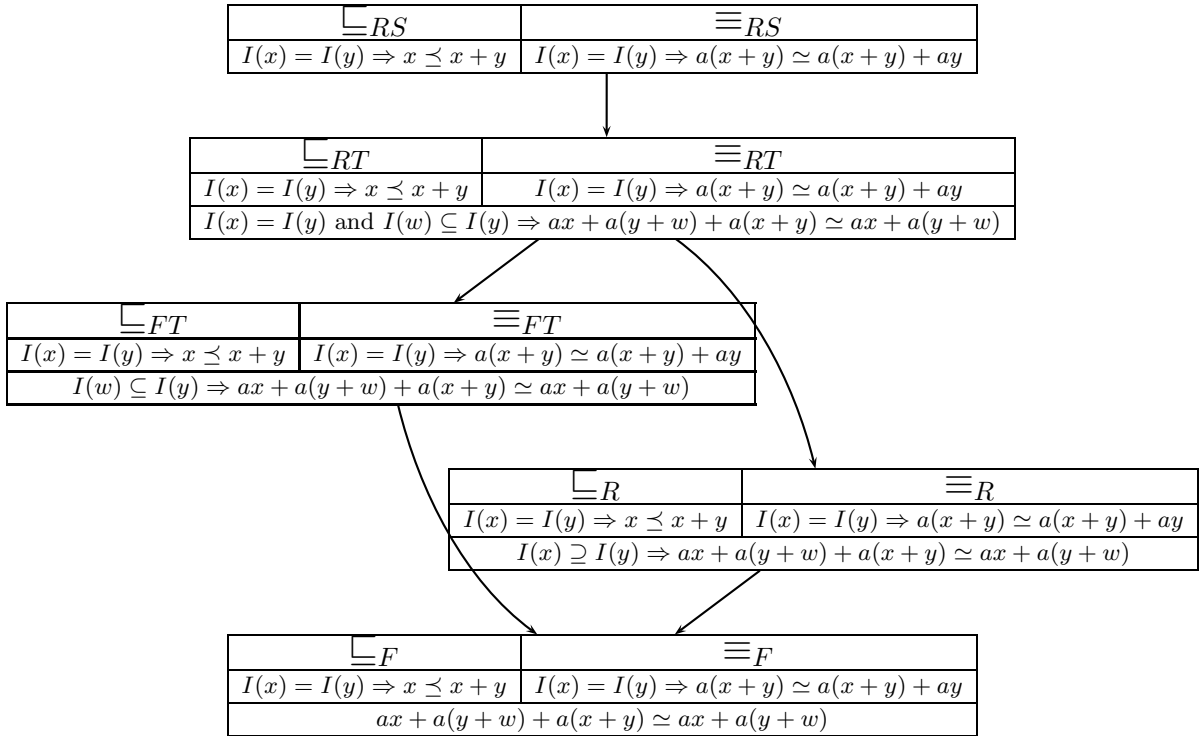 ⊑RS ≡RS
I(x) = I(y) ⇒ x ⪯ x + y I(x) = I(y) ⇒ a(x + y) ≃ a(x + y) + ay
⊑RT ≡RT
I(x) = I(y) ⇒ x ⪯ x + y I(x) = I(y) ⇒ a(x + y) ≃ a(x + y) + ay
I(x) = I(y) and I(w) ⊆ I(y) ⇒ ax + a(y + w) + a(x + y) ≃ ax + a(y + w)
⊑FT ≡FT
I(x) = I(y) ⇒ x ⪯ x + y I(x) = I(y) ⇒ a(x + y) ≃ a(x + y) + ay
I(w) ⊆ I(y) ⇒ ax + a(y + w) + a(x + y) ≃ ax + a(y + w)
⊑R ≡R
I(x) = I(y) ⇒ x ⪯ x + y I(x) = I(y) ⇒ a(x + y) ≃ a(x + y) + ay
I(x) ⊇ I(y) ⇒ ax + a(y + w) + a(x + y) ≃ ax + a(y + w)
⊑F ≡F
I(x) = I(y) ⇒ x ⪯ x + y I(x) = I(y) ⇒ a(x + y) ≃ a(x + y) + ay
ax + a(y + w) + a(x + y) ≃ ax + a(y + w)